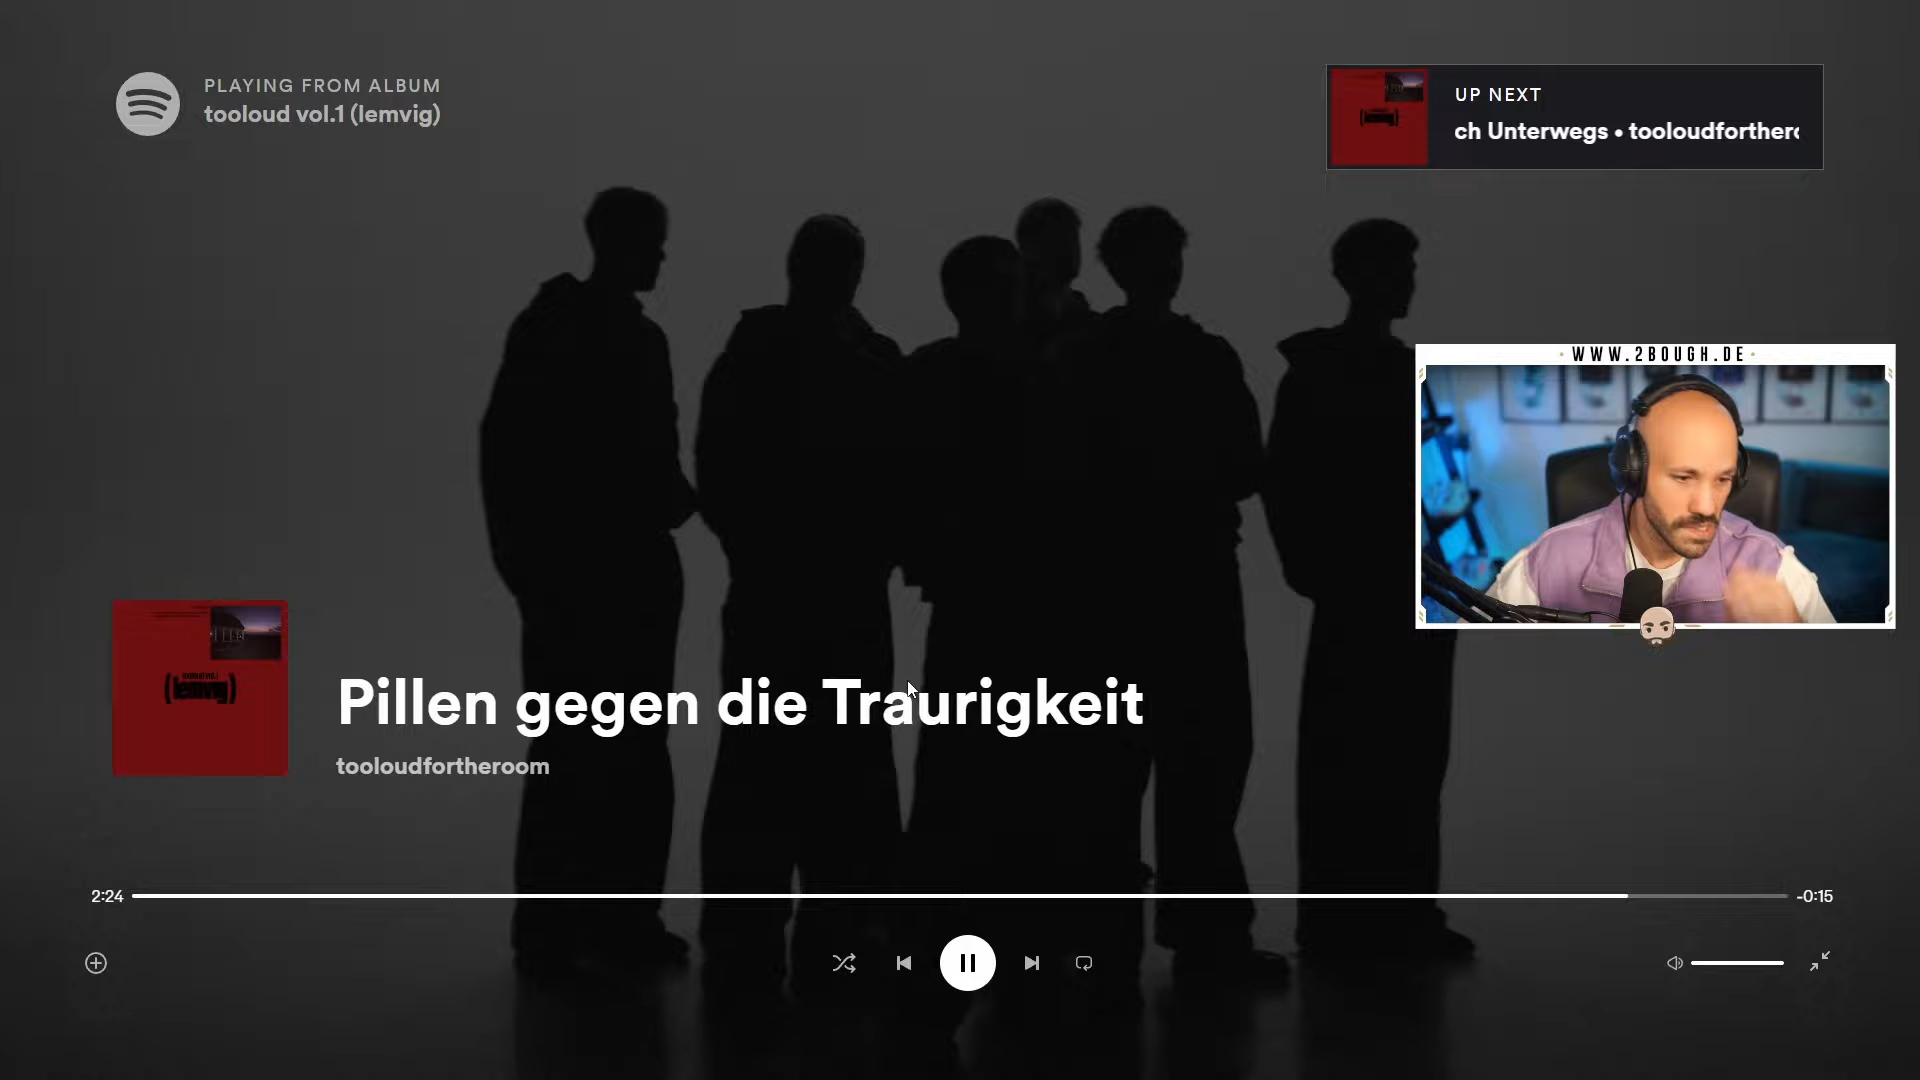 PLAYING FROM ALBUM
tooloud vol.1 (lemvig)
UP NEXT
ch Unterwegs • tooloudforther
WWW.2BOUGH.DE
(lemvig)
Pillen gegen die Traurigkeit
tooloudfortheroom
2:24
-0:15